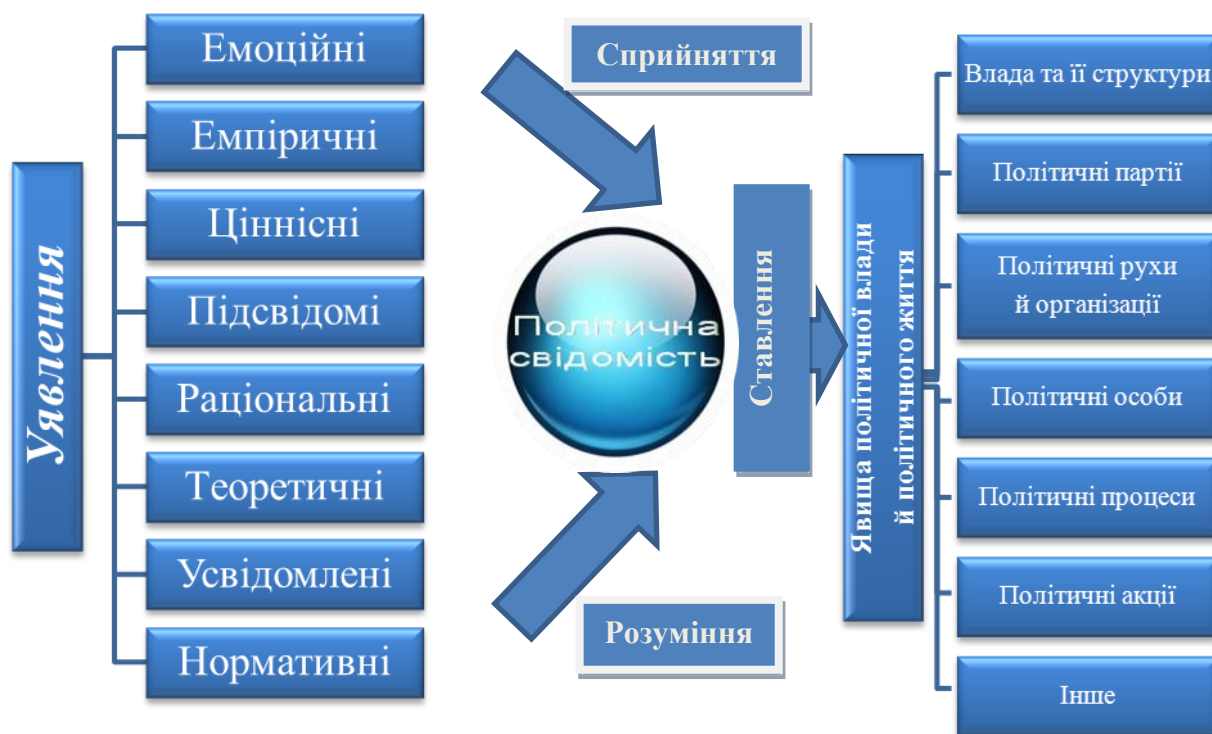 Уявлення
Емоційні
Емпіричні
Ціннісні
Підсвідомі
Раціональні
Теоретичні
Усвідомлені
Нормативні
Сприйняття
Політична
свідомість
Розуміння
Ставлення
Явища політичної влади
й політичного життя
Влада та її структури
Політичні партії
Політичні рухи
й організації
Політичні особи
Політичні процеси
Політичні акції
Інше